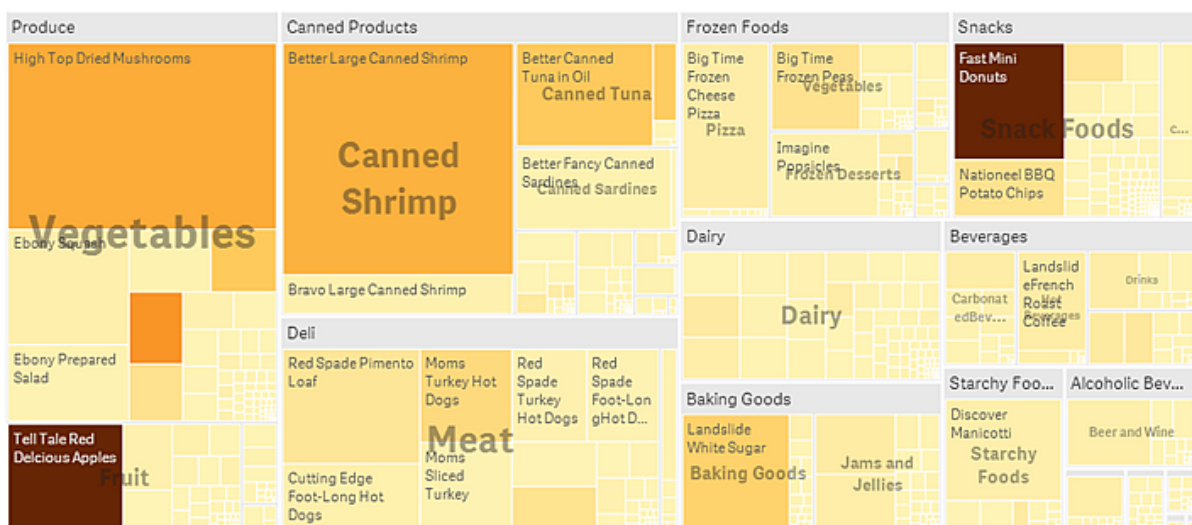 Produce
High Top Dried Mushrooms
Vegetables
Ebony Squash
Ebony Prepared
Salad
Tell Tale Red
Delcious Apples
Fruit
Canned Products
Better Large Canned Shrimp
Canned
Shrimp
Bravo Large Canned Shrimp
Better Canned
Tuna in Oil
Canned Tuna
Better Fancy Canned
Sardines
Canned Sardines
Deli
Red Spade Pimento
Loaf
Cutting Edge
Foot-Long Hot
Dogs
Moms
Turkey Hot
Dogs
Meat
Moms
Sliced
Turkey
Red
Spade
Turkey
Hot Dogs
Red
Spade
Foot-Lon
gHot D...
Frozen Foods
Big Time
Frozen
Cheese
Pizza
Pizza
Big Time
Frozen Peas
Vegetables
Imagine
Popsicles
Frozen Desserts
Dairy
Dairy
Baking Goods
Landslide
White Sugar
Baking Goods
Jams and
Jellies
Snacks
Fast Mini
Donuts
Snack Foods
Nationeel BBQ
Potato Chips
C...
Beverages
Carbonat
edBev...
Landslid
eFrench
Roast
Coffee
Hot
Beverages
Drinks
Starchy Foo...
Discover
Manicotti
Starchy
Foods
Alcoholic Bev...
Beer and Wine